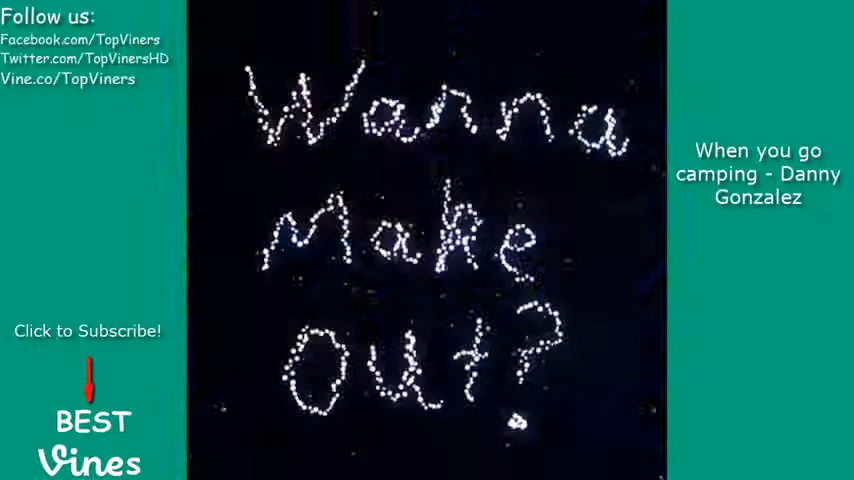 Follow us:
Facebook.com/TopViners
Twitter.com/TopVinersHD
Vine.co/TopViners
Wanna
Make
Out?
When you go
camping - Danny
Gonzalez
Click to Subscribe!
BEST
Vines